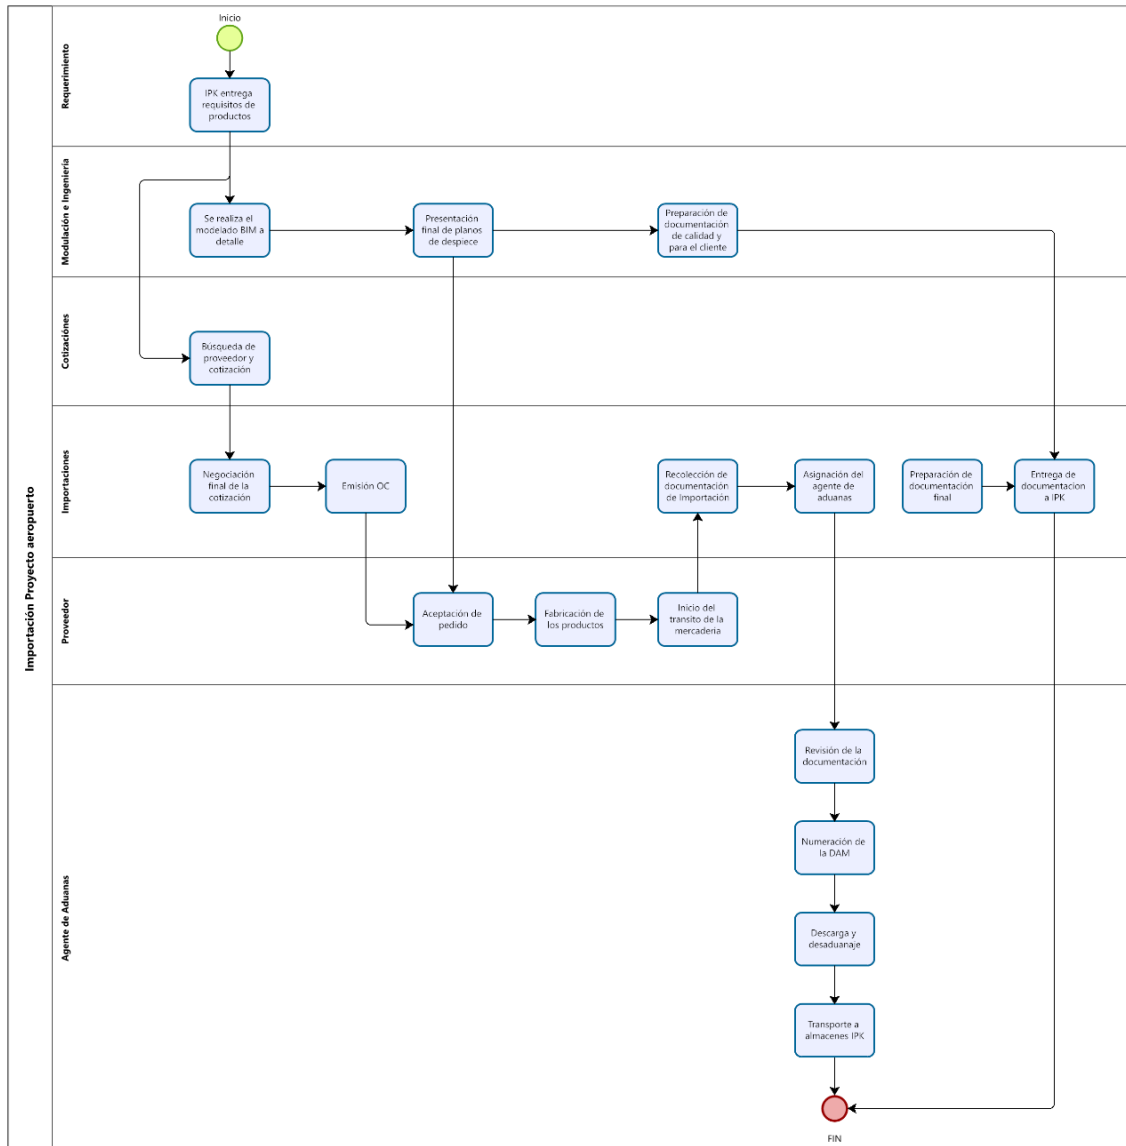 Importación Proyecto aeropuerto
Requerimiento
Inicio
IPK entrega
requisitos de
productos
Modulación e Ingeniería
Se realiza el
modelado BIM a
detalle
Presentación
final de planos
de despiece
Preparación de
documentación
de calidad y
para el cliente
Cotizaciónes
Búsqueda de
proveedor y
cotización
Importaciones
Negociación
final de la
cotización
Emisión OC
Recolección de
documentación
de Importación
Asignación del
agente de
aduanas
Preparación de
documentación
final
Entrega de
documentacion
a IPK
Proveedor
Aceptación de
pedido
Fabricación de
los productos
Inicio del
transito de la
mercadería
Agente de Aduanas
Revisión de la
documentación
Numeración de
la DAM
Descarga y
desaduanaje
Transporte a
almacenes IPK
FIN